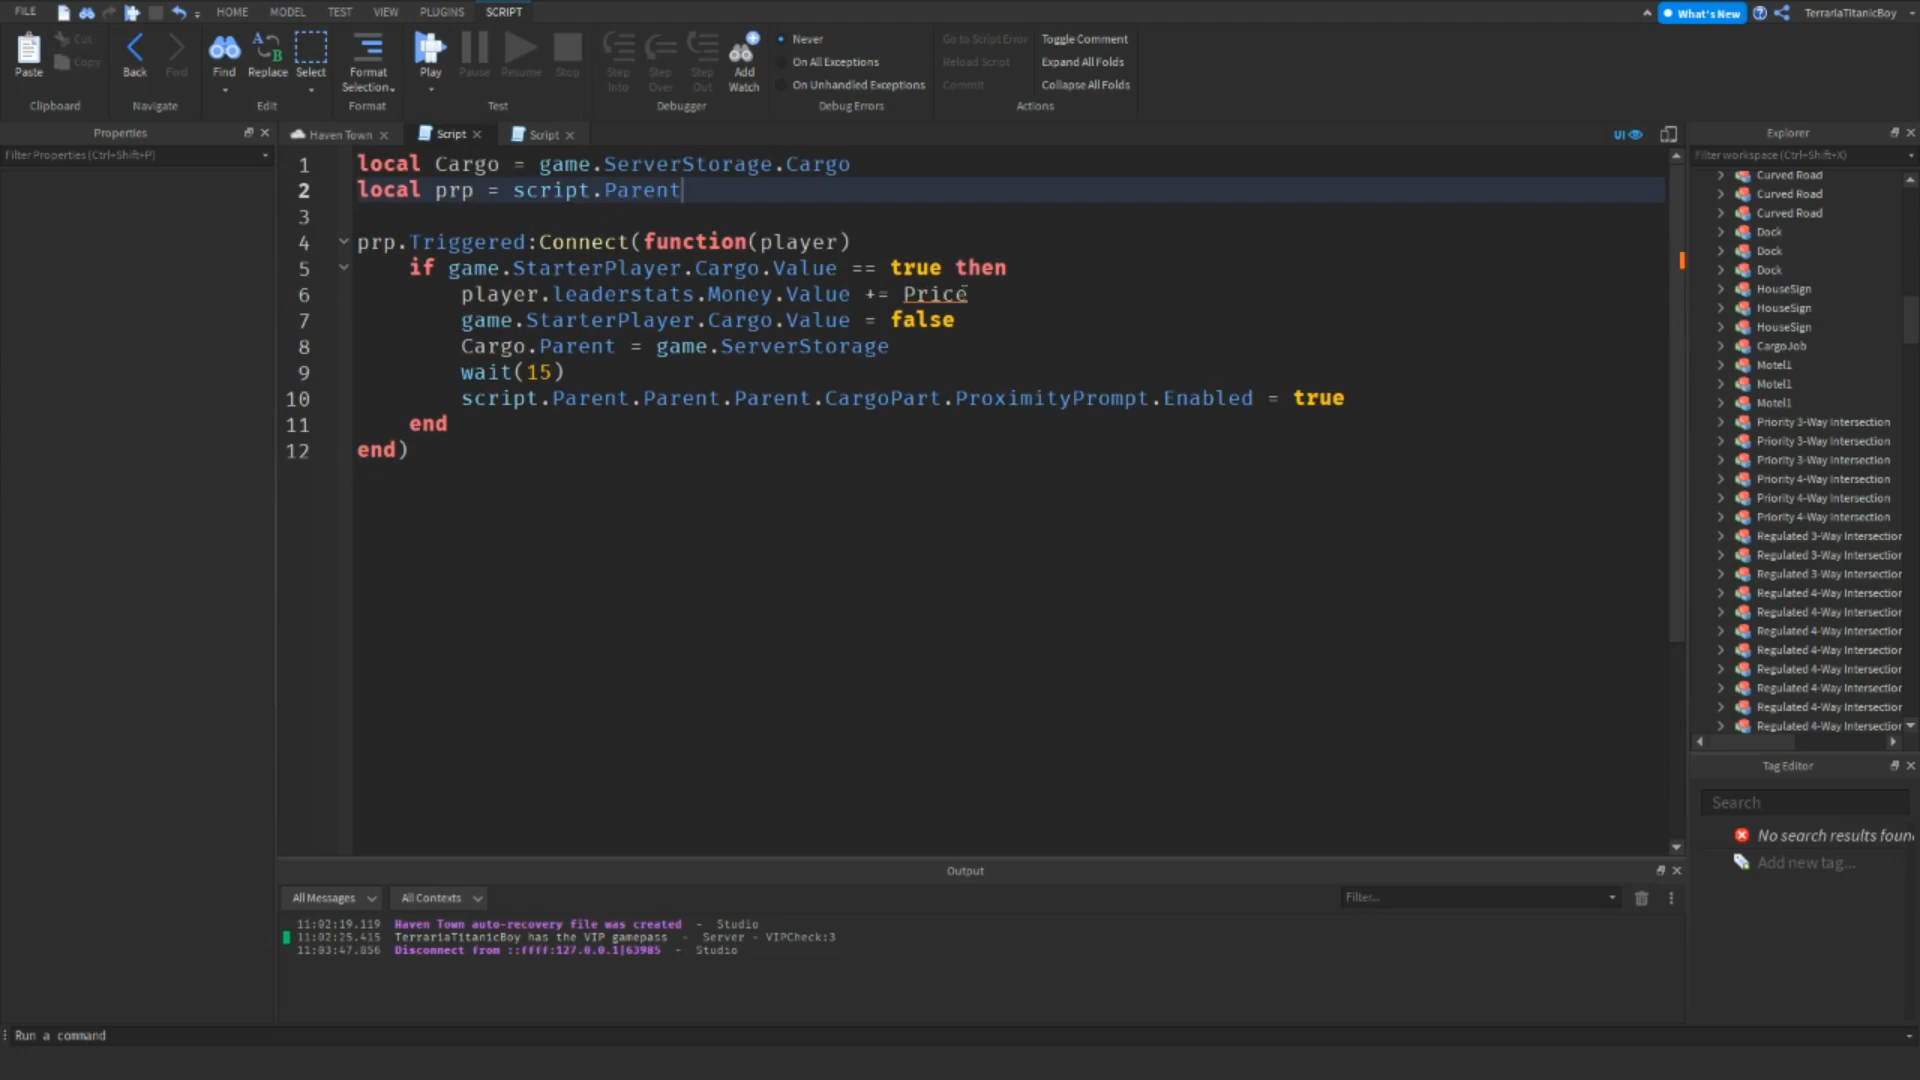 FILE HOME MODEL TEST VIEW PLUGINS SCRIPT What's New TerrariaTitanicBoy
Paste Cut Copy Back Fwd Find Replace Select Format Selection Play Pause Resume Stop Step Into Step Over Step Out Add Watch
Never
On All Exceptions
On Unhandled Exceptions
Go to Script Error
Reload Script
Commit
Toggle Comment
Expand All Folds
Collapse All Folds
Clipboard Navigate Edit Format Test Debugger Debug Errors Actions
Properties
Filter Properties (Ctrl+Shift+P)
Haven Town Script Script UI
1 local Cargo = game.ServerStorage.Cargo
2 local prp = script.Parent
3
4 prp.Triggered:Connect(function(player)
5 if game.StarterPlayer.Cargo.Value == true then
6 player.leaderstats.Money.Value += Price
7 game.StarterPlayer.Cargo.Value = false
8 Cargo.Parent = game.ServerStorage
9 wait(15)
10 script.Parent.Parent.Parent.CargoPart.ProximityPrompt.Enabled = true
11 end
12 end)
Explorer
Filter workspace (Ctrl+Shift+X)
Curved Road
Curved Road
Curved Road
Dock
Dock
Dock
HouseSign
HouseSign
HouseSign
CargoJob
Motel1
Motel1
Motel1
Priority 3-Way Intersection
Priority 3-Way Intersection
Priority 3-Way Intersection
Priority 4-Way Intersection
Priority 4-Way Intersection
Priority 4-Way Intersection
Regulated 3-Way Intersection
Regulated 3-Way Intersection
Regulated 3-Way Intersection
Regulated 4-Way Intersection
Regulated 4-Way Intersection
Regulated 4-Way Intersection
Regulated 4-Way Intersection
Regulated 4-Way Intersection
Regulated 4-Way Intersection
Regulated 4-Way Intersection
Regulated 4-Way Intersection
Tag Editor
Search
No search results foun
Add new tag...
Output
All Messages All Contexts Filter...
11:02:19.119 Haven Town auto-recovery file was created - Studio
11:02:25.415 TerrariaTitanicBoy has the VIP gamepass - Server - VIPCheck:3
11:03:47.856 Disconnect from ::ffff:127.0.0.1|63985 - Studio
Run a command